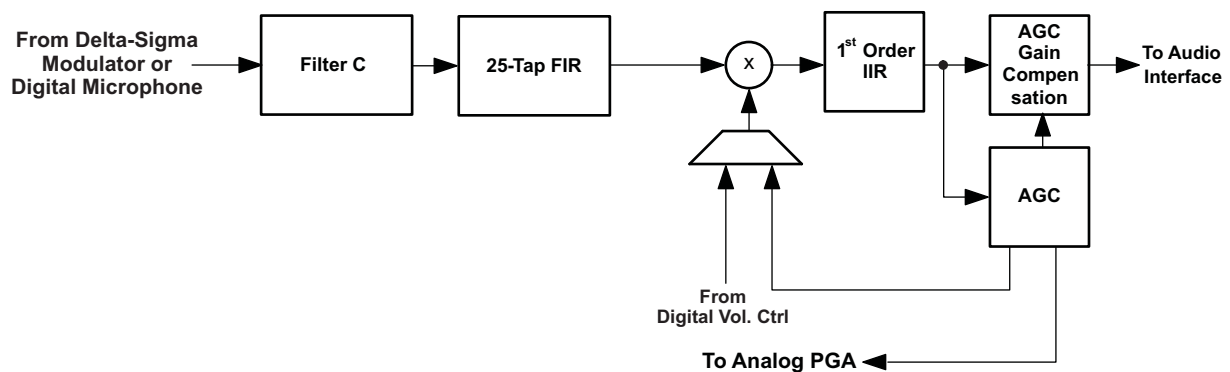 From Delta-Sigma
Modulator or
Digital Microphone
Filter C
25-Tap FIR
x
1st Order
IIR
AGC
Gain
Compen
sation
To Audio
Interface
AGC
From
Digital Vol. Ctrl
To Analog PGA